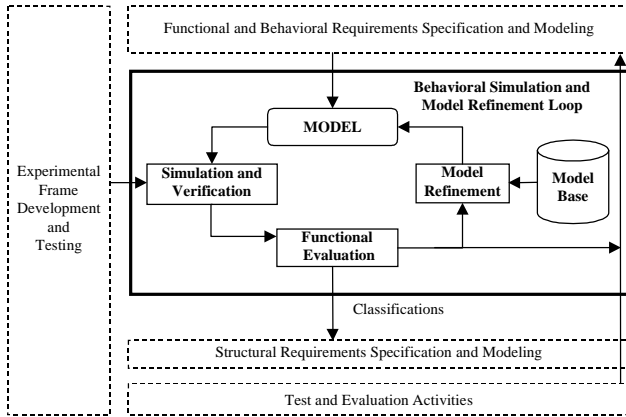 Functional and Behavioral Requirements Specification and Modeling
Behavioral Simulation and
Model Refinement Loop
MODEL
Experimental
Frame
Development
and
Testing
Simulation and
Verification
Model
Refinement
Model
Base
Functional
Evaluation
Classifications
Structural Requirements Specification and Modeling
Test and Evaluation Activities